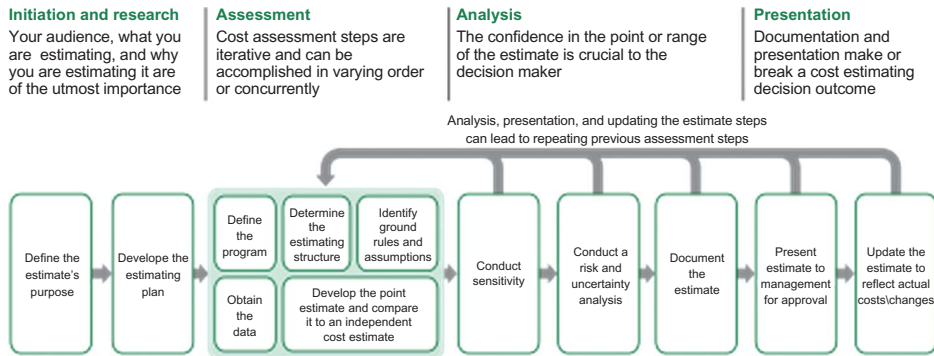 Initiation and research
Your audience, what you
are estimating, and why
you are estimating it are
of the utmost importance
Assessment
Cost assessment steps are
iterative and can be
accomplished in varying order
or concurrently
Analysis
The confidence in the point or range
of the estimate is crucial to the
decision maker
Presentation
Documentation and
presentation make or
break a cost estimating
decision outcome
Analysis, presentation, and updating the estimate steps
can lead to repeating previous assessment steps
Define the
estimate's
purpose
Develope the
estimating
plan
Define
the
program
Determine
the
estimating
structure
Identify
ground
rules and
assumptions
Obtain
the
data
Develop the point
estimate and compare
it to an independent
cost estimate
Conduct
sensitivity
Conduct a
risk and
uncertainty
analysis
Document
the
estimate
Present
estimate to
management
for approval
Update the
estimate to
reflect actual
costs\changes